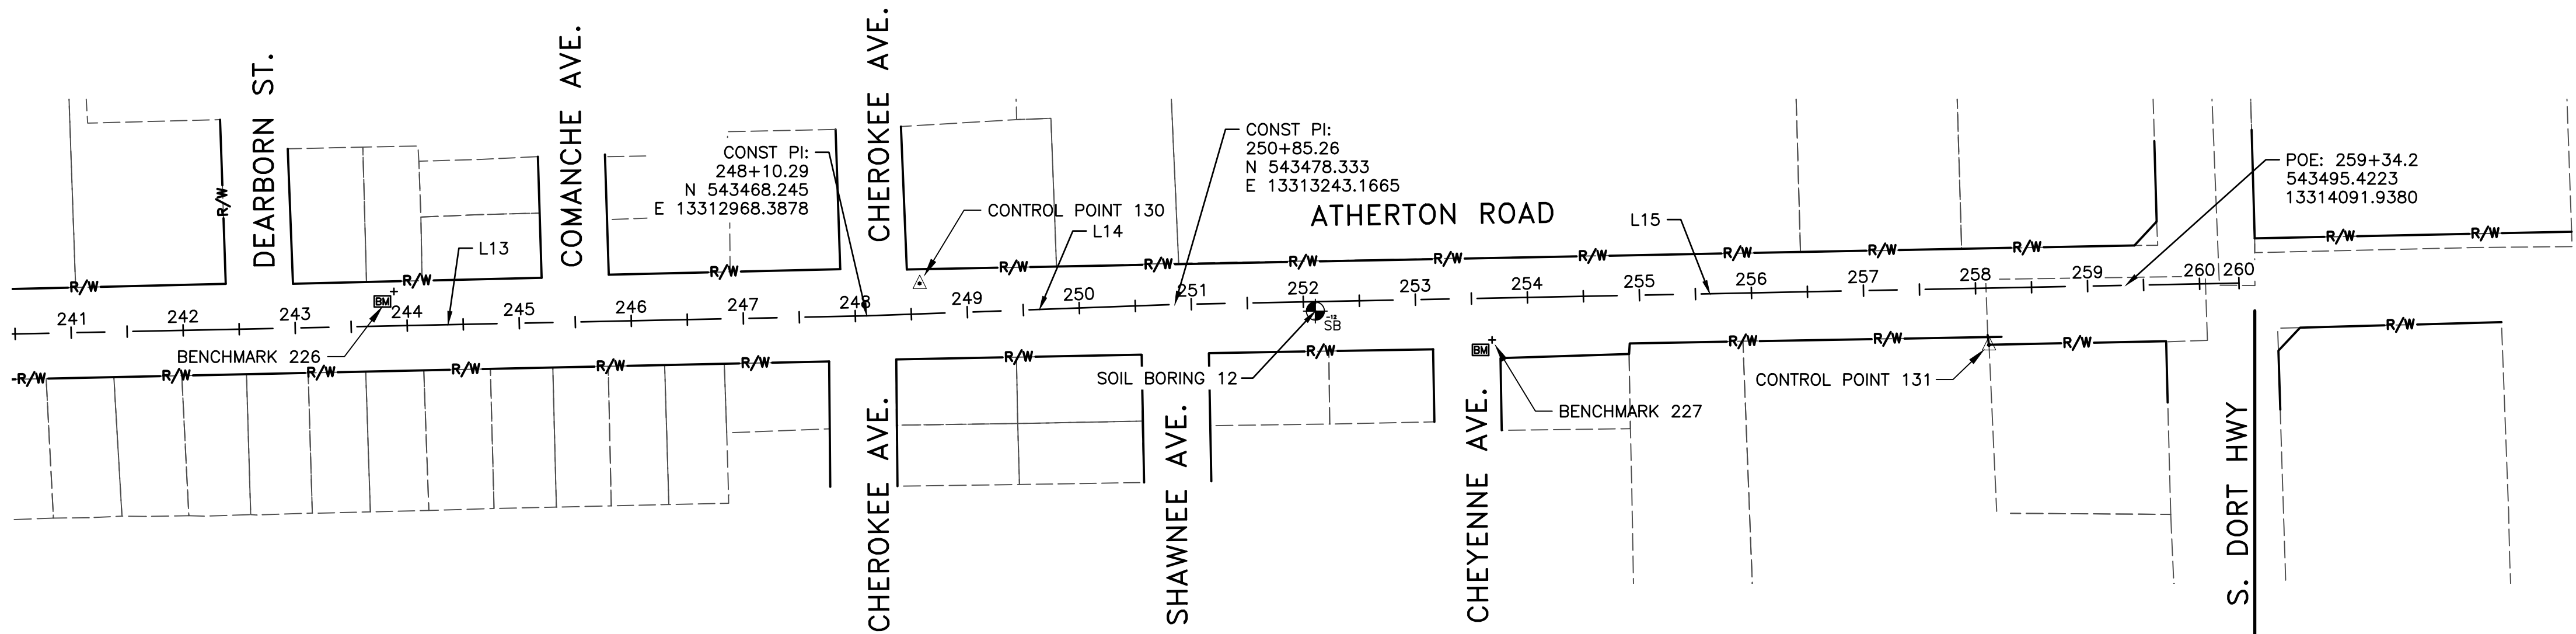 DEARBORN ST.
COMANCHE AVE.
CHEROKEE AVE.
CONST PI:
248+10.29
N 543468.245
E 13312968.3878
CONST PI:
250+85.26
N 543478.333
E 13313243.1665
POE: 259+34.2
543495.4223
13314091.9380
CONTROL POINT 130
L14
ATHERTON ROAD
L15
L13
R/W
R/W
R/W
R/W
R/W
R/W
R/W
R/W
R/W
R/W
R/W
R/W
R/W
R/W
BM
241
242
243
244
245
246
247
248
249
250
251
252
253
254
255
256
257
258
259
260
260
-12
SB
BENCHMARK 226
R/W
R/W
R/W
R/W
R/W
R/W
R/W
R/W
R/W
R/W
R/W
R/W
BM
SOIL BORING 12
CONTROL POINT 131
BENCHMARK 227
CHEROKEE AVE.
SHAWNEE AVE.
CHEYENNE AVE.
S. DORT HWY